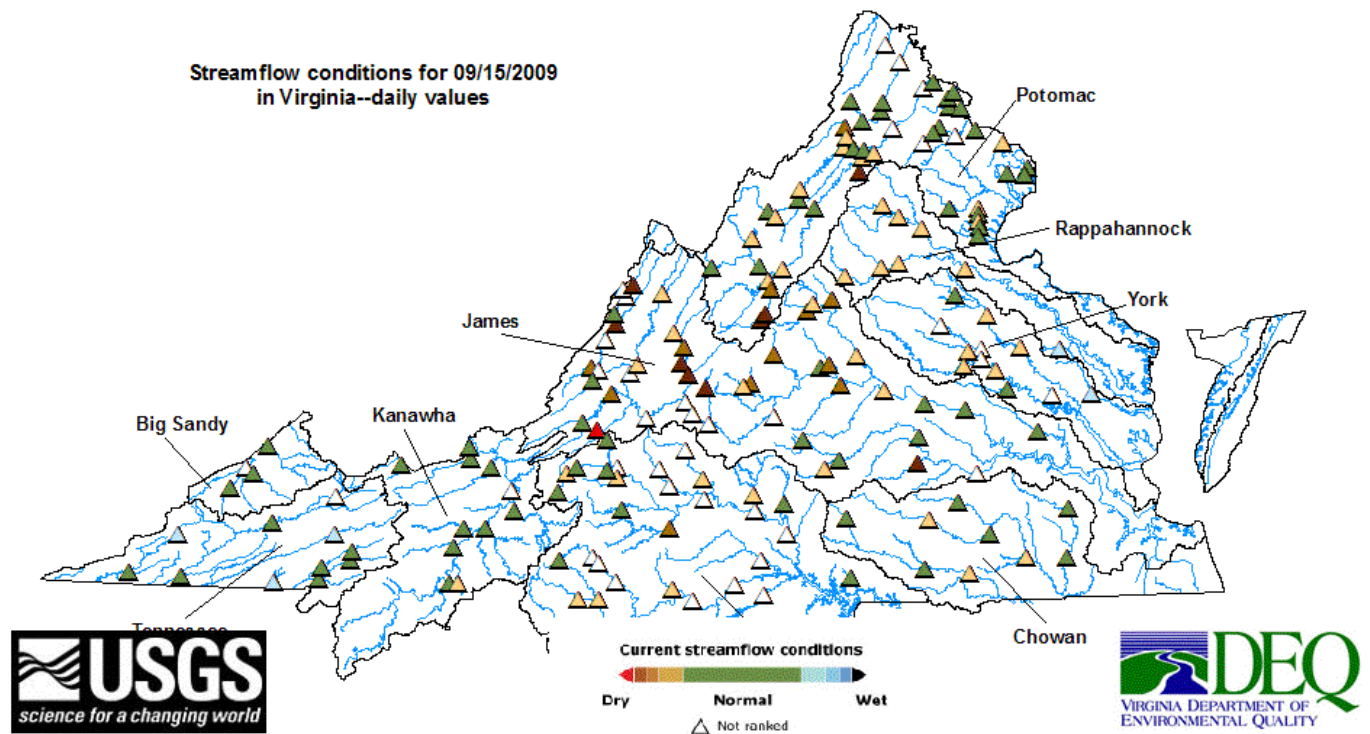 Streamflow conditions for 09/15/2009
in Virginia--daily values
Potomac
Rappahannock
York
James
Kanawha
Big Sandy
Tennessee
Chowan
USGS
science for a changing world
Current streamflow conditions
Dry Normal Wet
Not ranked
DEQ
VIRGINIA DEPARTMENT OF
ENVIRONMENTAL QUALITY